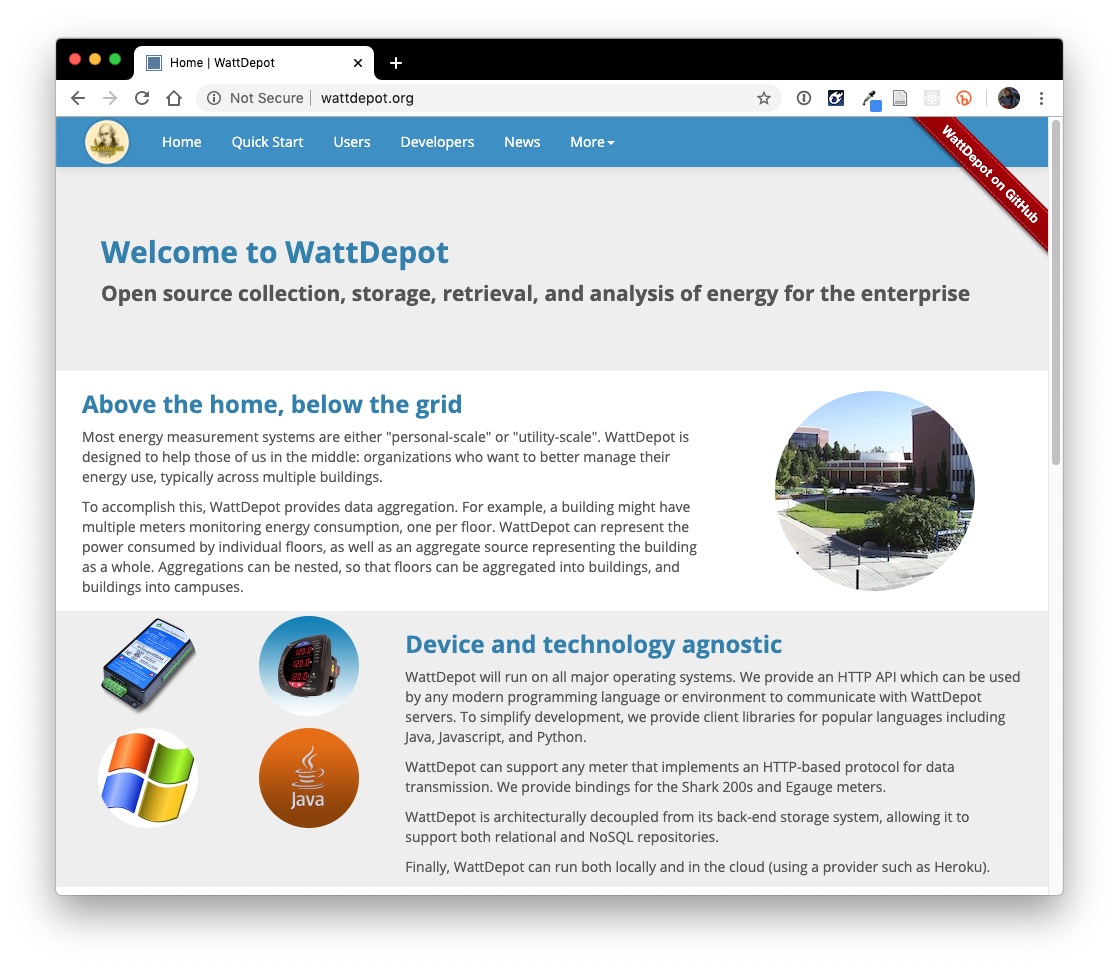 Home | WattDepot
Not Secure
wattdepot.org
WattDepot
Home
Quick Start
Users
Developers
News
More
WattDepot on GitHub
Welcome to WattDepot
Open source collection, storage, retrieval, and analysis of energy for the enterprise
Above the home, below the grid
Most energy measurement systems are either "personal-scale" or "utility-scale". WattDepot is
designed to help those of us in the middle: organizations who want to better manage their
energy use, typically across multiple buildings.
To accomplish this, WattDepot provides data aggregation. For example, a building might have
multiple meters monitoring energy consumption, one per floor. WattDepot can represent the
power consumed by individual floors, as well as an aggregate source representing the building
as a whole. Aggregations can be nested, so that floors can be aggregated into buildings, and
buildings into campuses.
120.0
120.0
120.0
Java
Device and technology agnostic
WattDepot will run on all major operating systems. We provide an HTTP API which can be used
by any modern programming language or environment to communicate with WattDepot
servers. To simplify development, we provide client libraries for popular languages including
Java, Javascript, and Python.
WattDepot can support any meter that implements an HTTP-based protocol for data
transmission. We provide bindings for the Shark 200s and Egauge meters.
WattDepot is architecturally decoupled from its back-end storage system, allowing it to
support both relational and NoSQL repositories.
Finally, WattDepot can run both locally and in the cloud (using a provider such as Heroku).